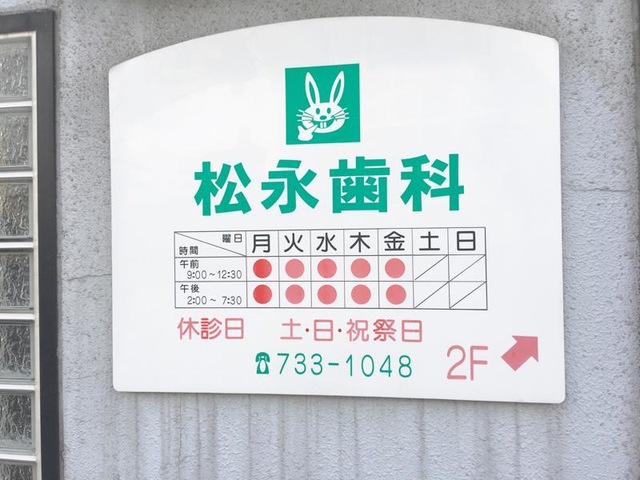 松永歯科
曜日 月 火 水 木 金 土 日
時間
午前 9:00~12:30 ● ● ● ● ● / /
午後 2:00~7:30 ● ● ● ● ● / /
休診日 土・日・祝祭日
☎733-1048 2F